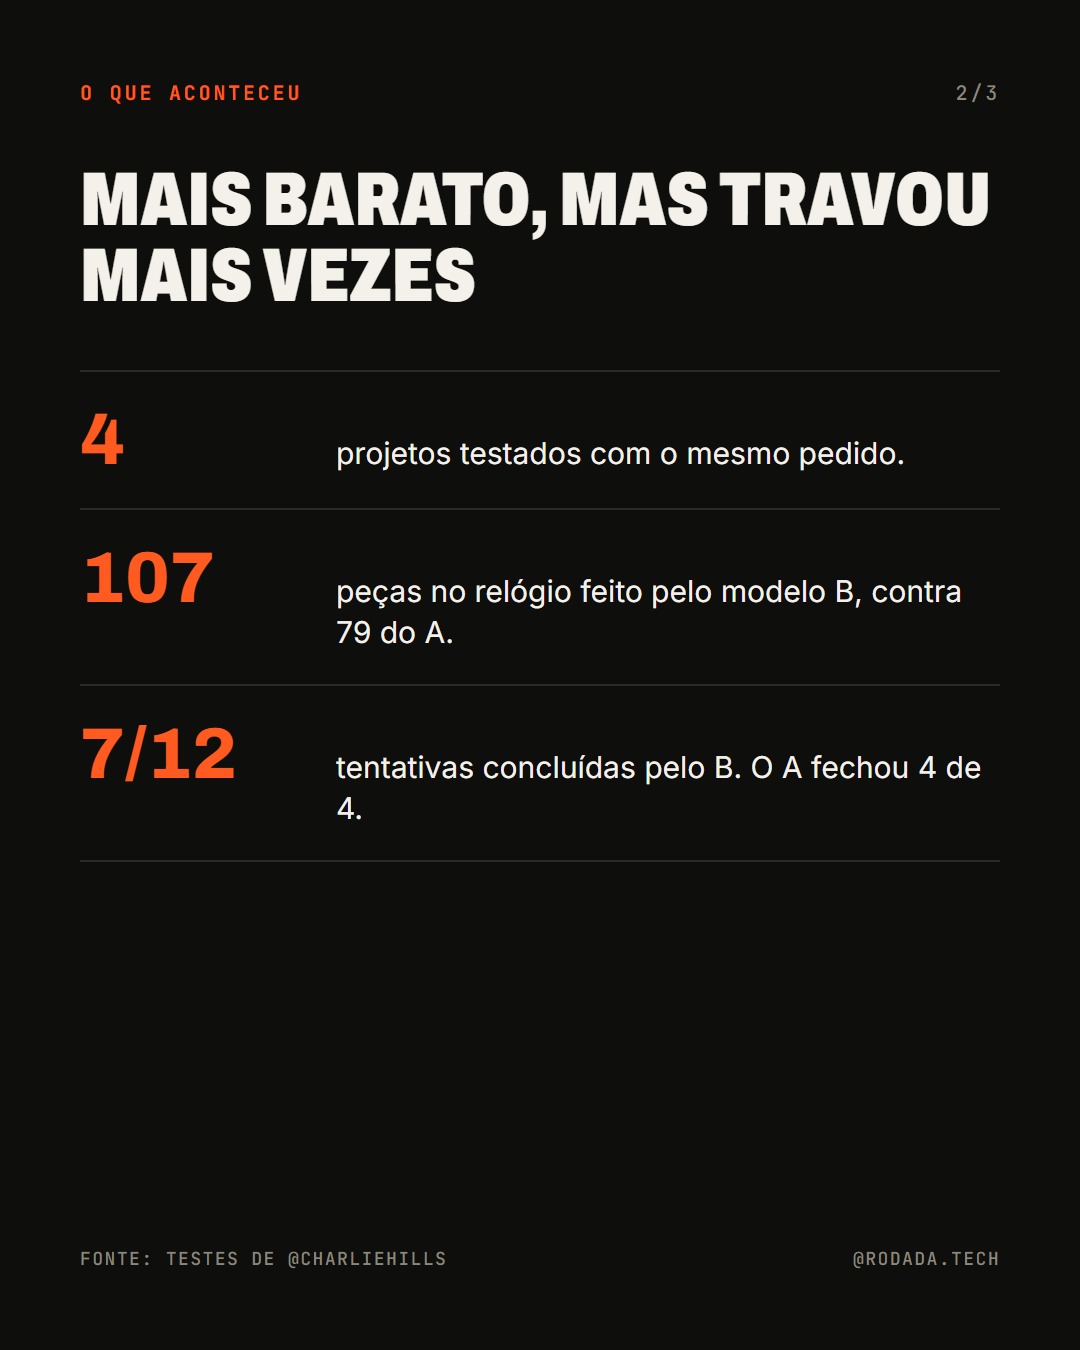 O QUE ACONTECEU
2/3
MAIS BARATO, MAS TRAVOU
MAIS VEZES
4
projetos testados com o mesmo pedido.
107
peças no relógio feito pelo modelo B, contra
79 do A.
7/12
tentativas concluídas pelo B. O A fechou 4 de
4.
FONTE: TESTES DE @CHARLIEHILLS
@RODADA.TECH